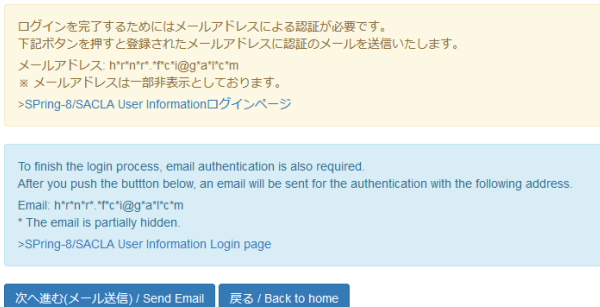 ログインを完了するためにはメールアドレスによる認証が必要です。
下記ボタンを押すと登録されたメールアドレスに認証のメールを送信いたします。
メールアドレス: h*r*n*r*.*f*c*i@g*a*l*c*m
※ メールアドレスは一部非表示としております。
>SPring-8/SACLA User Informationログインページ
To finish the login process, email authentication is also required.
After you push the buttton below, an email will be sent for the authentication with the following address.
Email: h*r*n*r*.*f*c*i@g*a*l*c*m
* The email is partially hidden.
>SPring-8/SACLA User Information Login page
次へ進む(メール送信) / Send Email
戻る / Back to home